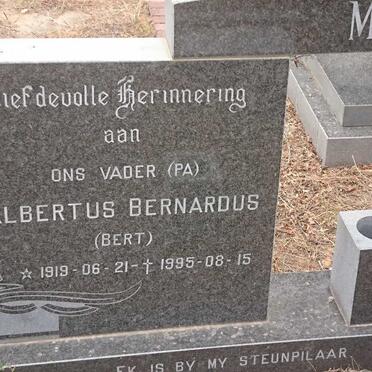 M
iefdevolle Herinnering
aan
ONS VADER (PA)
ALBERTUS BERNARDUS
(BERT)
☆ 1919-06-21-† 1995-08-15
EK IS BY MY STEUNPILAAR